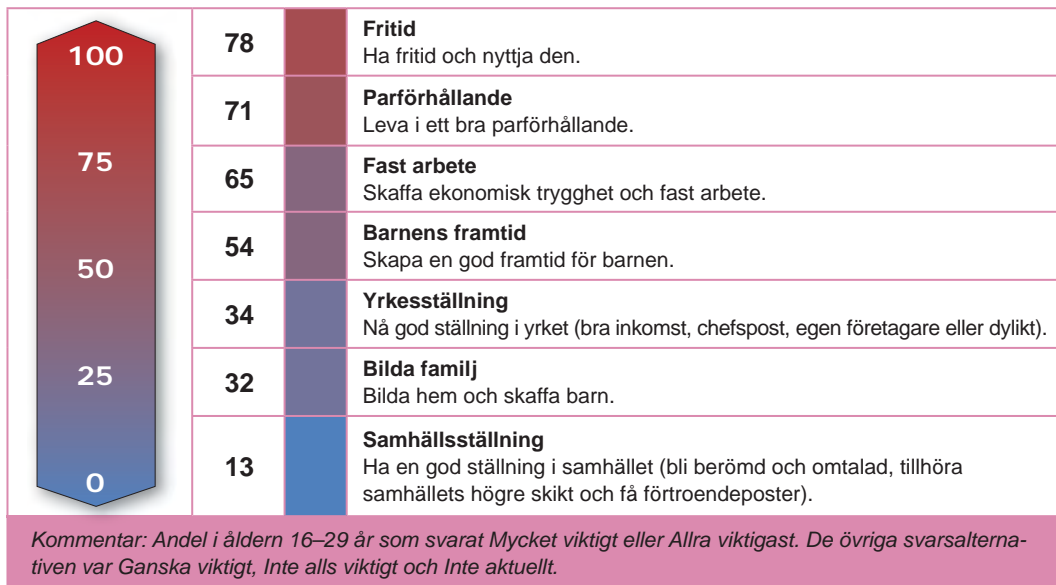 100
75
50
25
0
78
Fritid
Ha fritid och nyttja den.
71
Parförhållande
Leva i ett bra parförhållande.
65
Fast arbete
Skaffa ekonomisk trygghet och fast arbete.
54
Barnens framtid
Skapa en god framtid för barnen.
34
Yrkesställning
Nå god ställning i yrket (bra inkomst, chefspost, egen företagare eller dylikt).
32
Bilda familj
Bilda hem och skaffa barn.
13
Samhällsställning
Ha en god ställning i samhället (bli berömd och omtalad, tillhöra
samhällets högre skikt och få förtroendeposter).
Kommentar: Andel i åldern 16–29 år som svarat Mycket viktigt eller Allra viktigast. De övriga svarsalterna-
tiven var Ganska viktigt, Inte alls viktigt och Inte aktuellt.